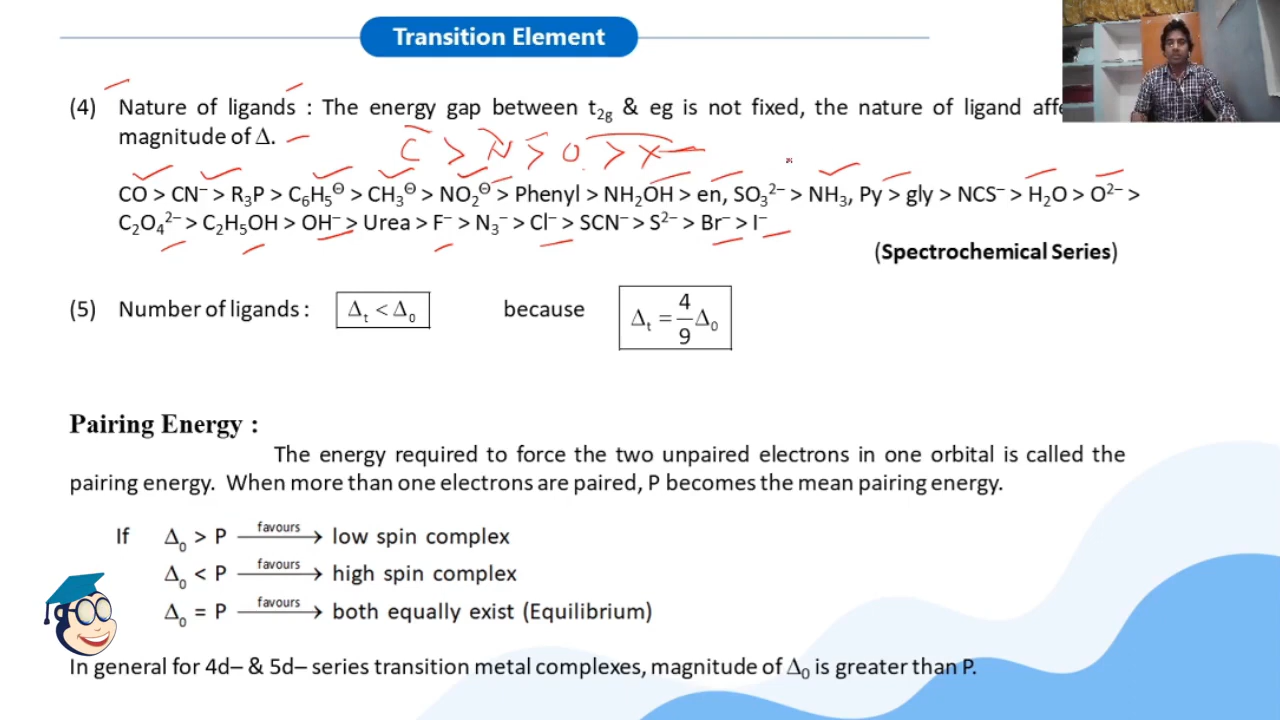 Transition Element
(4) Nature of ligands : The energy gap between t₂g & eg is not fixed, the nature of ligand
magnitude of Δ.
C > N > O > X
CO > CN⁻ > R₃P > C₆H₅⊖ > CH₃⊖ > NO₂⊖ > Phenyl > NH₂OH > en, SO₃²⁻ > NH₃, Py > gly > NCS⁻ > H₂O > O²⁻ >
C₂O₄²⁻ > C₂H₅OH > OH⁻ > Urea > F⁻ > N₃⁻ > Cl⁻ > SCN⁻ > S²⁻ > Br⁻ > I⁻
(Spectrochemical Series)
(5) Number of ligands : Δt < Δ₀ because Δt = 4/9 Δ₀
Pairing Energy :
The energy required to force the two unpaired electrons in one orbital is called the
pairing energy. When more than one electrons are paired, P becomes the mean pairing energy.
If Δ₀ > P favours→ low spin complex
Δ₀ < P favours→ high spin complex
Δ₀ = P favours→ both equally exist (Equilibrium)
In general for 4d– & 5d– series transition metal complexes, magnitude of Δ₀ is greater than P.